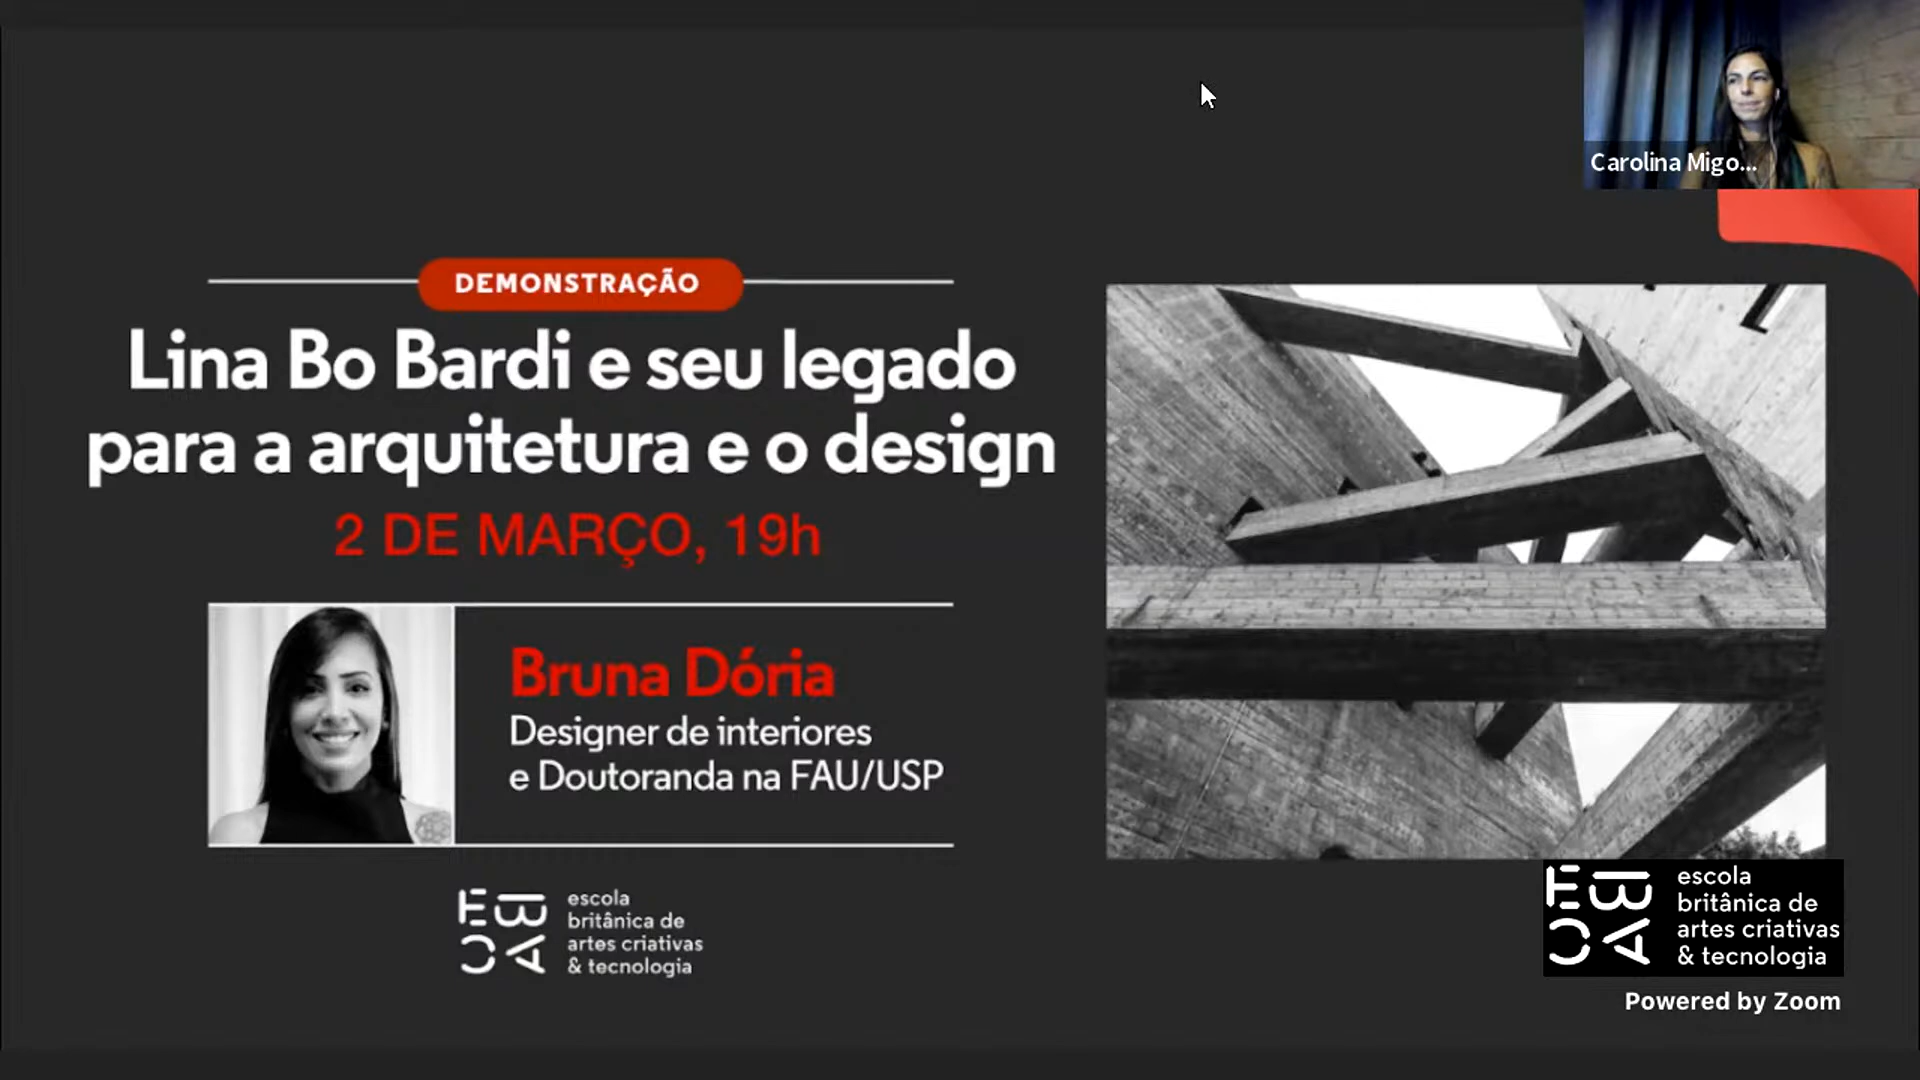 Carolina Migo...
DEMONSTRAÇÃO
Lina Bo Bardi e seu legado
para a arquitetura e o design
2 DE MARÇO, 19h
Bruna Dória
Designer de interiores
e Doutoranda na FAU/USP
EBAC
escola
britânica de
artes criativas
& tecnologia
EBAC
escola
britânica de
artes criativas
& tecnologia
Powered by Zoom